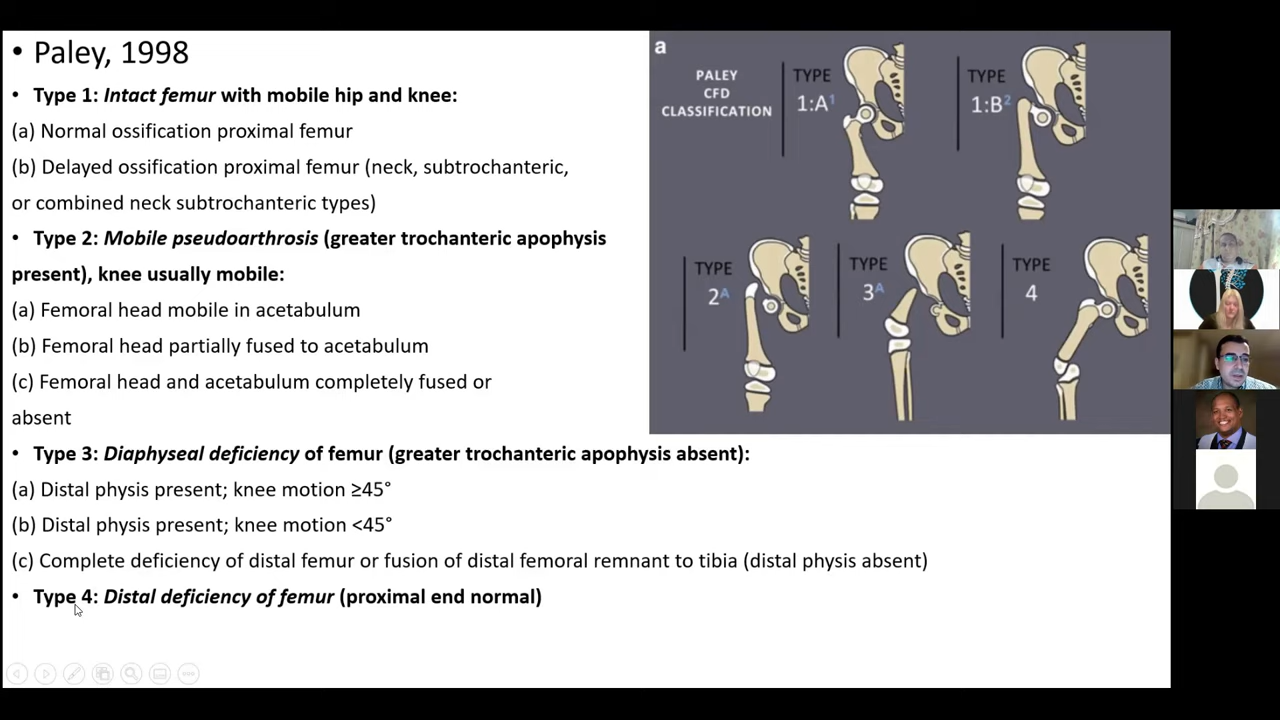 • Paley, 1998
• Type 1: Intact femur with mobile hip and knee:
(a) Normal ossification proximal femur
(b) Delayed ossification proximal femur (neck, subtrochanteric,
or combined neck subtrochanteric types)
• Type 2: Mobile pseudoarthrosis (greater trochanteric apophysis
present), knee usually mobile:
(a) Femoral head mobile in acetabulum
(b) Femoral head partially fused to acetabulum
(c) Femoral head and acetabulum completely fused or
absent
• Type 3: Diaphyseal deficiency of femur (greater trochanteric apophysis absent):
(a) Distal physis present; knee motion ≥45°
(b) Distal physis present; knee motion <45°
(c) Complete deficiency of distal femur or fusion of distal femoral remnant to tibia (distal physis absent)
• Type 4: Distal deficiency of femur (proximal end normal)
a
PALEY
CFD
CLASSIFICATION
TYPE
1:A¹
TYPE
1:B²
TYPE
2ᴬ
TYPE
3ᴬ
TYPE
4